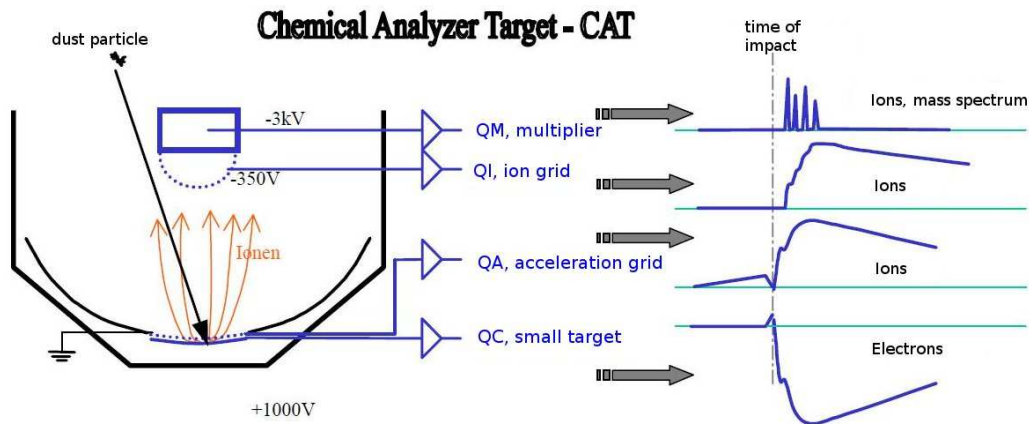 Chemical Analyzer Target - CAT
dust particle
time of
impact
-3kV
QM, multiplier
Ions, mass spectrum
-350V
QI, ion grid
Ions
Ionen
QA, acceleration grid
Ions
QC, small target
Electrons
+1000V